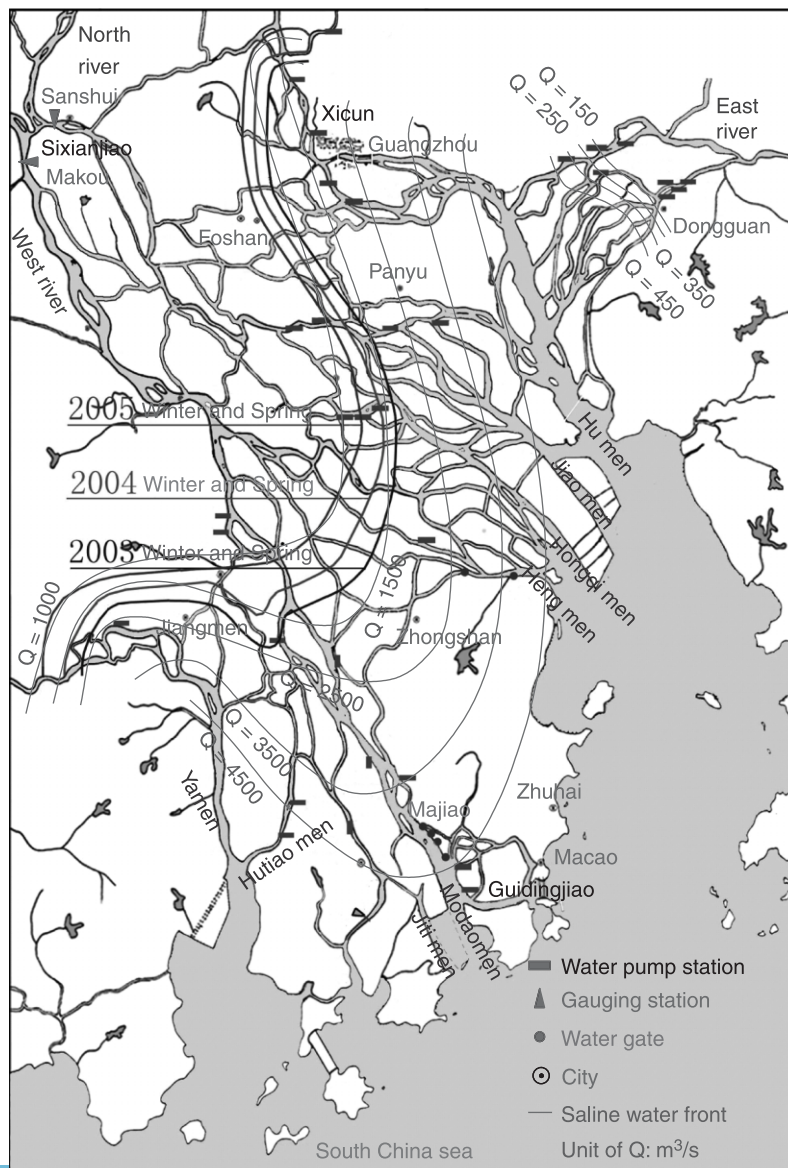 North
river
Sanshui
Xicun
Sixianjiao
Makou
Guangzhou
Q = 150
Q = 250
East
river
Foshan
West river
Panyu
Dongguan
Q = 350
Q = 450
2005 Winter and Spring
Hu men
Jiao men
2004 Winter and Spring
Hongqi men
2003 Winter and Spring
Heng men
Q = 1000
Q = 1500
Jiangmen
Zhongshan
Q = 2500
Q = 3500
Q = 4500
Yamen
Zhuhai
Majiao
Hutiao men
Macao
Guidingjiao
Modaomen
Jiti men
Water pump station
Gauging station
Water gate
City
Saline water front
Unit of Q: m³/s
South China sea